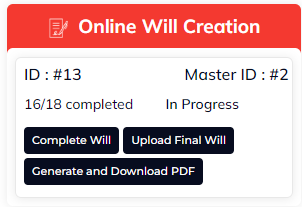 Online Will Creation
ID : #13 Master ID : #2
16/18 completed In Progress
Complete Will Upload Final Will
Generate and Download PDF